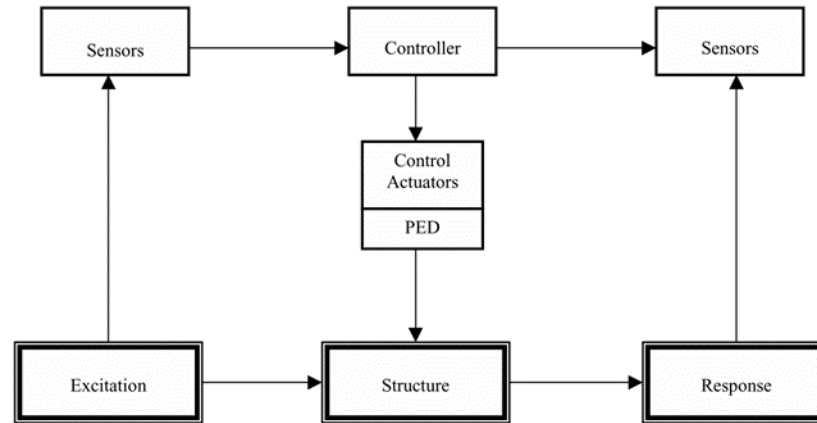 Sensors
Controller
Sensors
Control
Actuators
PED
Excitation
Structure
Response